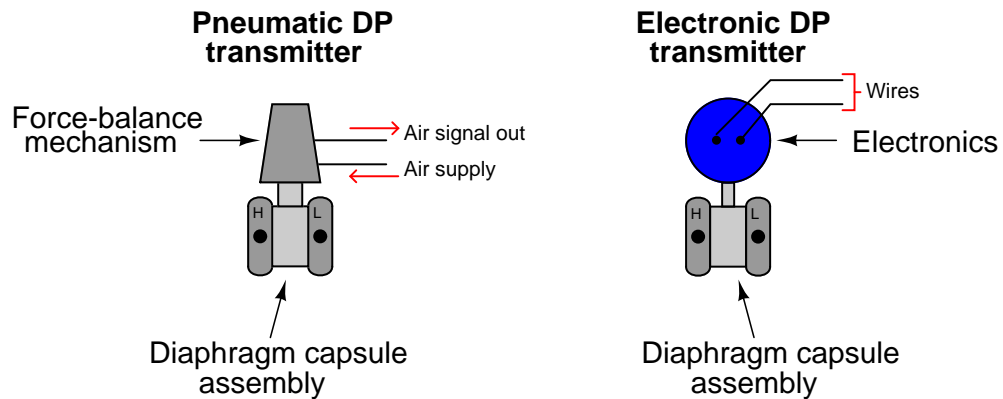 Pneumatic DP
transmitter
Force-balance
mechanism
Air signal out
Air supply
H
L
Diaphragm capsule
assembly
Electronic DP
transmitter
Wires
Electronics
H
L
Diaphragm capsule
assembly